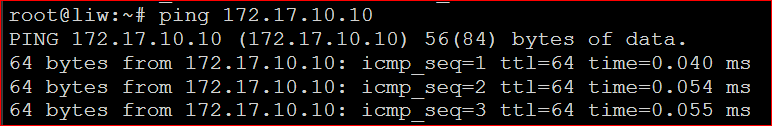 root@liw:~# ping 172.17.10.10
PING 172.17.10.10 (172.17.10.10) 56(84) bytes of data.
64 bytes from 172.17.10.10: icmp_seq=1 ttl=64 time=0.040 ms
64 bytes from 172.17.10.10: icmp_seq=2 ttl=64 time=0.054 ms
64 bytes from 172.17.10.10: icmp_seq=3 ttl=64 time=0.055 ms